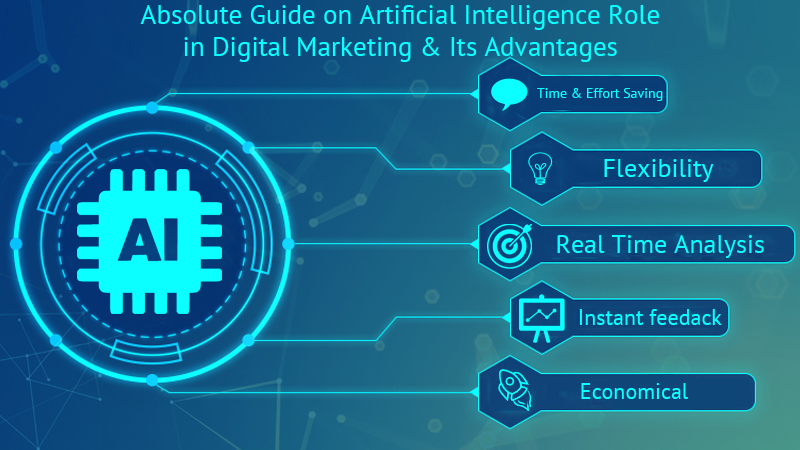 Absolute Guide on Artificial Intelligence Role
in Digital Marketing & Its Advantages
Time & Effort Saving
Flexibility
AI
Real Time Analysis
Instant feedack
Economical